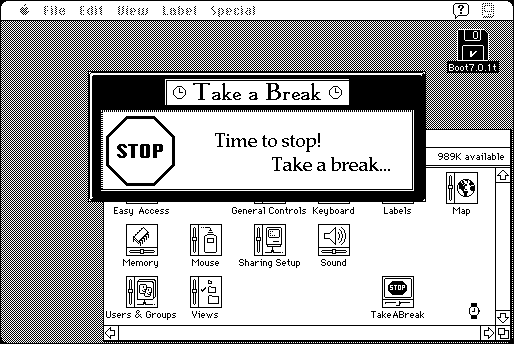 File Edit View Label Special
Boot7.0.1f
Take a Break
STOP
Time to stop!
Take a break...
989K available
Easy Access General Controls Keyboard Labels Map
Memory Mouse Sharing Setup Sound
STOP
Users & Groups Views TakeABreak